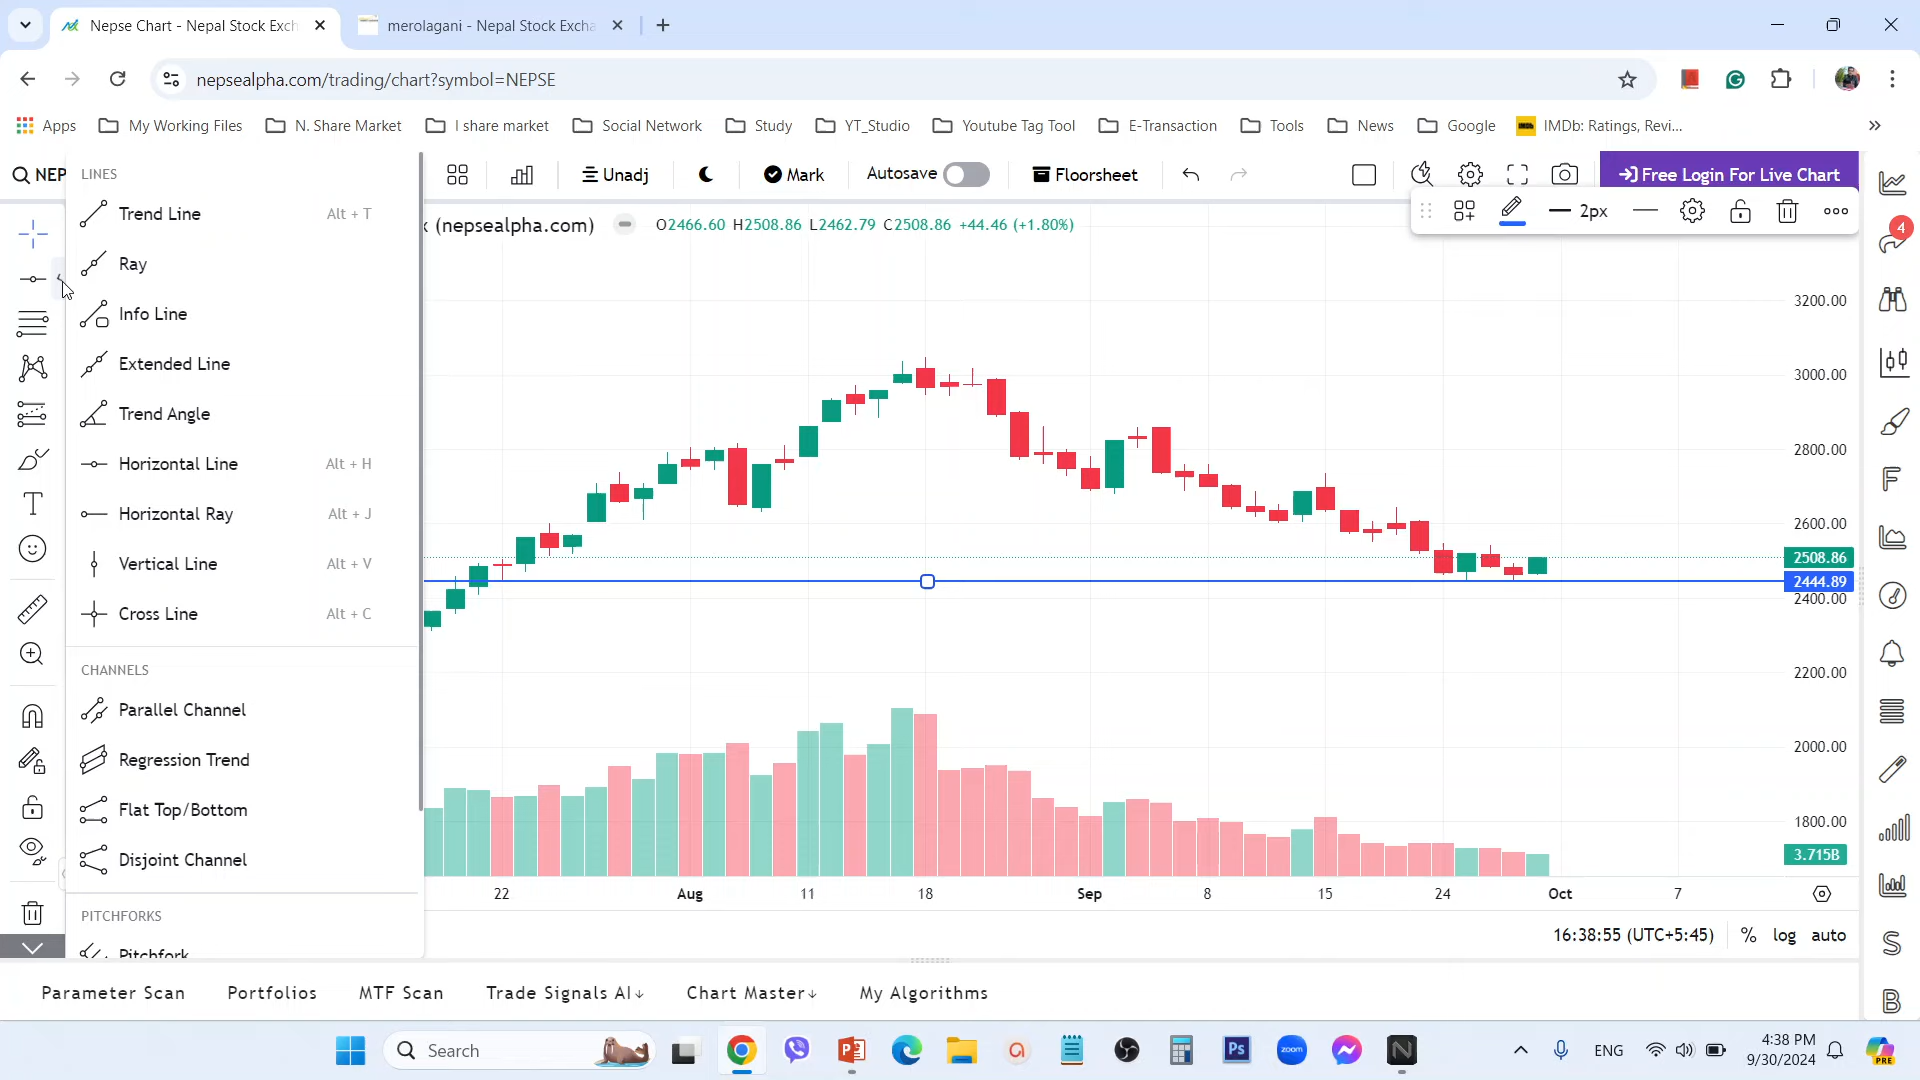 Nepse Chart - Nepal Stock Exch
merolagani - Nepal Stock Excha
nepsealpha.com/trading/chart?symbol=NEPSE
Apps My Working Files N. Share Market I share market Social Network Study YT_Studio Youtube Tag Tool E-Transaction Tools News Google IMDb: Ratings, Revi...
NEP Unadj Mark Autosave Floorsheet Free Login For Live Chart
2px
(nepsealpha.com) O2466.60 H2508.86 L2462.79 C2508.86 +44.46 (+1.80%)
4
LINES
Trend Line Alt + T
Ray
Info Line
Extended Line
Trend Angle
Horizontal Line Alt + H
Horizontal Ray Alt + J
Vertical Line Alt + V
Cross Line Alt + C
CHANNELS
Parallel Channel
Regression Trend
Flat Top/Bottom
Disjoint Channel
PITCHFORKS
Pitchfork
3200.00
3000.00
2800.00
2600.00
2508.86
2444.89
2400.00
2200.00
2000.00
1800.00
3.715B
22 Aug 11 18 Sep 8 15 24 Oct 7
16:38:55 (UTC+5:45) % log auto
Parameter Scan Portfolios MTF Scan Trade Signals AI↓ Chart Master↓ My Algorithms
Search
ENG
4:38 PM
9/30/2024